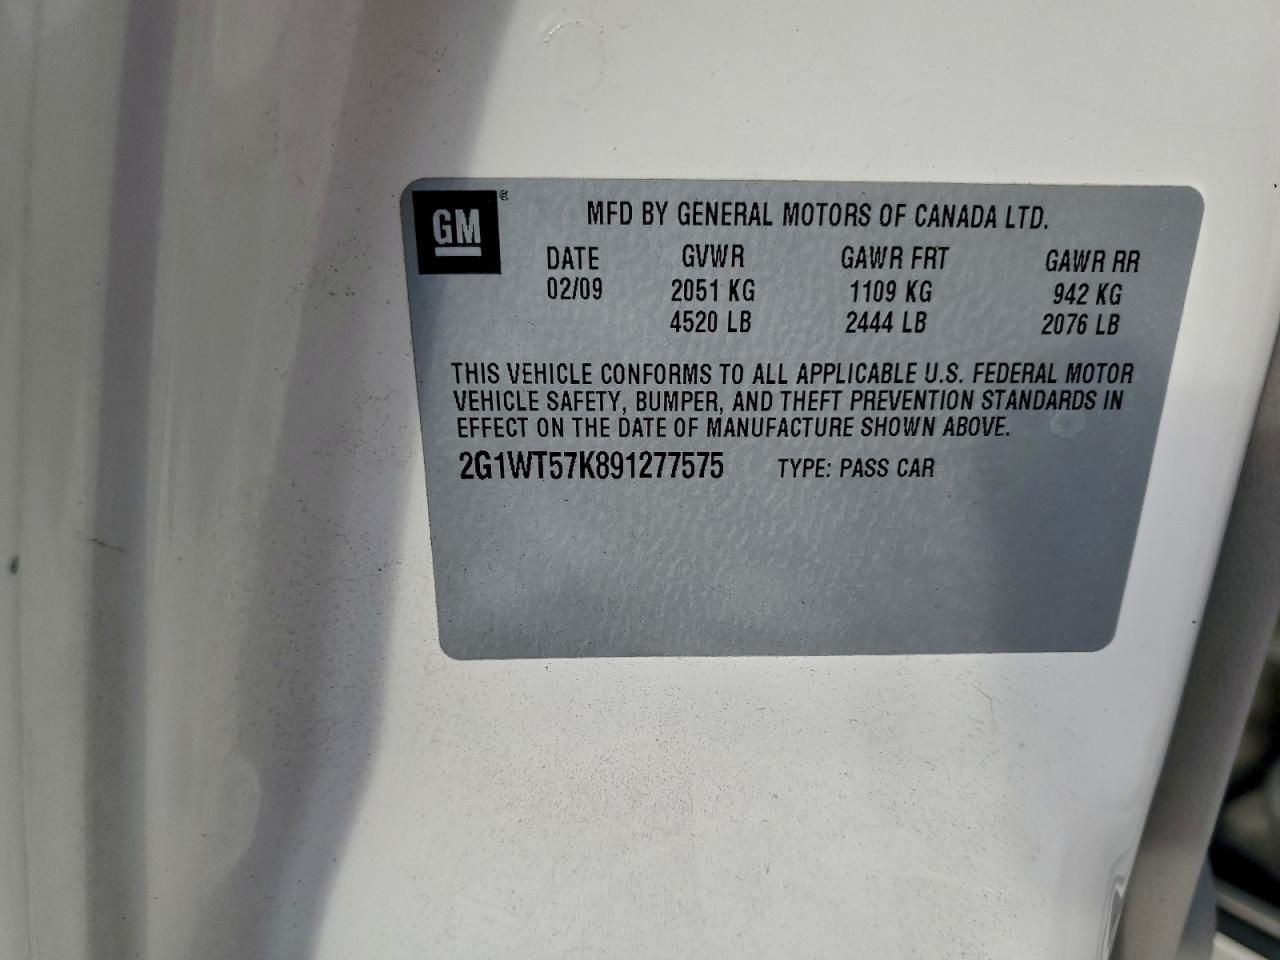 GM®
MFD BY GENERAL MOTORS OF CANADA LTD.
DATE GVWR GAWR FRT GAWR RR
02/09 2051 KG 1109 KG 942 KG
4520 LB 2444 LB 2076 LB
THIS VEHICLE CONFORMS TO ALL APPLICABLE U.S. FEDERAL MOTOR
VEHICLE SAFETY, BUMPER, AND THEFT PREVENTION STANDARDS IN
EFFECT ON THE DATE OF MANUFACTURE SHOWN ABOVE.
2G1WT57K891277575 TYPE: PASS CAR